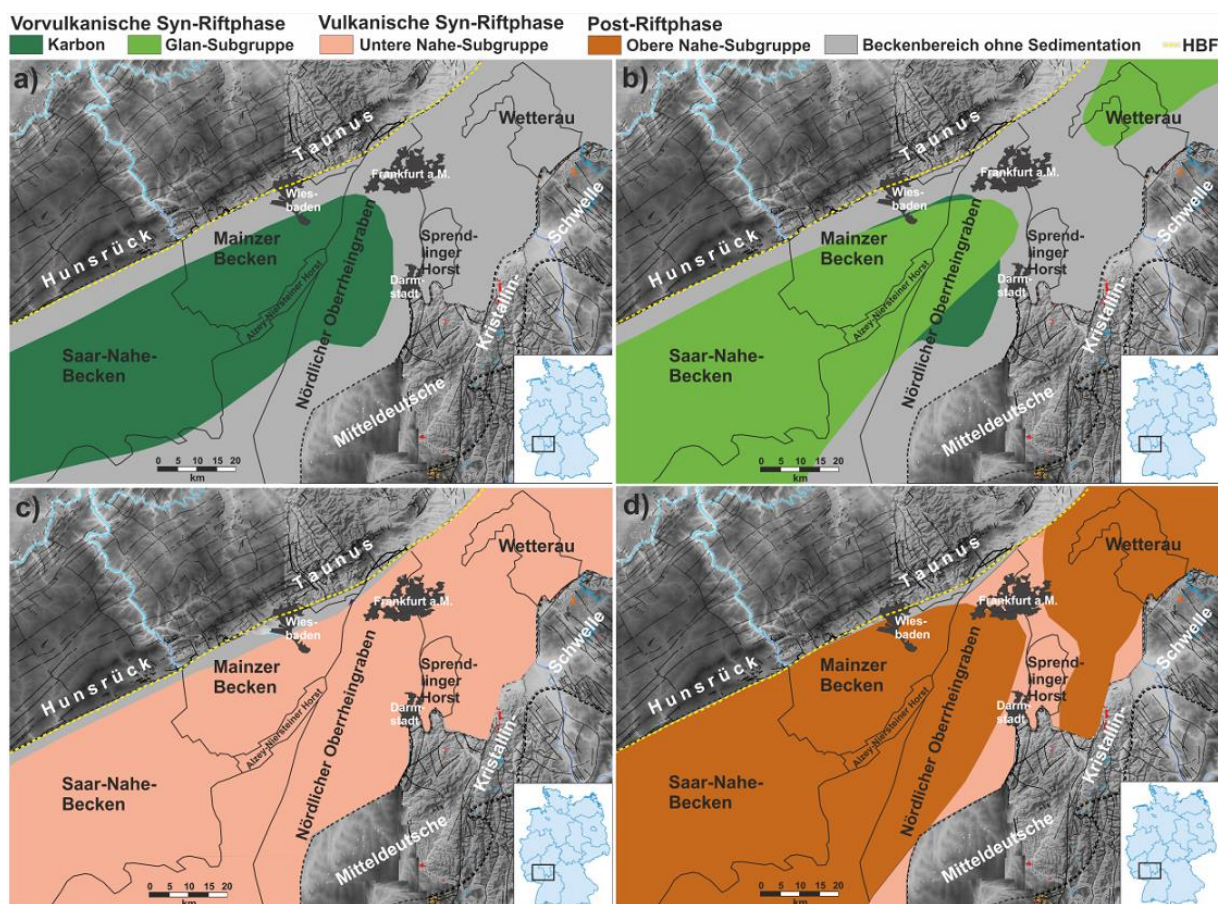 Vorvulkanische Syn-Riftphase Vulkanische Syn-Riftphase Post-Riftphase
Karbon Glan-Subgruppe Untere Nahe-Subgruppe Obere Nahe-Subgruppe Beckenbereich ohne Sedimentation HBF
a)
Taunus
Wetterau
Frankfurt a.M.
Wies-
baden
Hunsrück
Mainzer
Becken
Schwelle
Sprend-
linger
Horst
Darm-
stadt
Alzey-Niersteiner Horst
Nördlicher Oberrheingraben
Kristallin-
Saar-Nahe-
Becken
Mitteldeutsche
0 5 10 15 20
km
b)
Taunus
Wetterau
Frankfurt a.M.
Wies-
baden
Hunsrück
Mainzer
Becken
Schwelle
Sprend-
linger
Horst
Darm-
stadt
Alzey-Niersteiner Horst
Nördlicher Oberrheingraben
Kristallin-
Saar-Nahe-
Becken
Mitteldeutsche
0 5 10 15 20
km
c)
Taunus
Wetterau
Frankfurt a.M.
Wies-
baden
Hunsrück
Mainzer
Becken
Schwelle
Sprend-
linger
Horst
Darm-
stadt
Alzey-Niersteiner Horst
Nördlicher Oberrheingraben
Kristallin-
Saar-Nahe-
Becken
Mitteldeutsche
0 5 10 15 20
km
d)
Taunus
Wetterau
Frankfurt a.M.
Wies-
baden
Hunsrück
Mainzer
Becken
Schwelle
Sprend-
linger
Horst
Darm-
stadt
Alzey-Niersteiner Horst
Nördlicher Oberrheingraben
Kristallin-
Saar-Nahe-
Becken
Mitteldeutsche
0 5 10 15 20
km